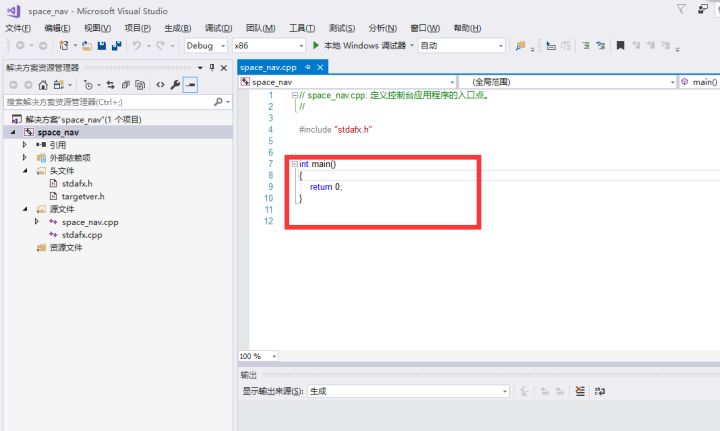 space_nav - Microsoft Visual Studio
文件(F) 编辑(E) 视图(V) 项目(P) 生成(B) 调试(D) 团队(M) 工具(T) 测试(S) 分析(N) 窗口(W) 帮助(H)
Debug x86 本地 Windows 调试器 自动
解决方案资源管理器
搜索解决方案资源管理器(Ctrl+;)
解决方案"space_nav"(1 个项目)
space_nav
引用
外部依赖项
头文件
stdafx.h
targetver.h
源文件
space_nav.cpp
stdafx.cpp
资源文件
space_nav.cpp
space_nav (全局范围) main()
1 // space_nav.cpp: 定义控制台应用程序的入口点。
2 //
3
4 #include "stdafx.h"
5
6
7 int main()
8 {
9 return 0;
10 }
11
12
100 %
输出
显示输出来源(S): 生成